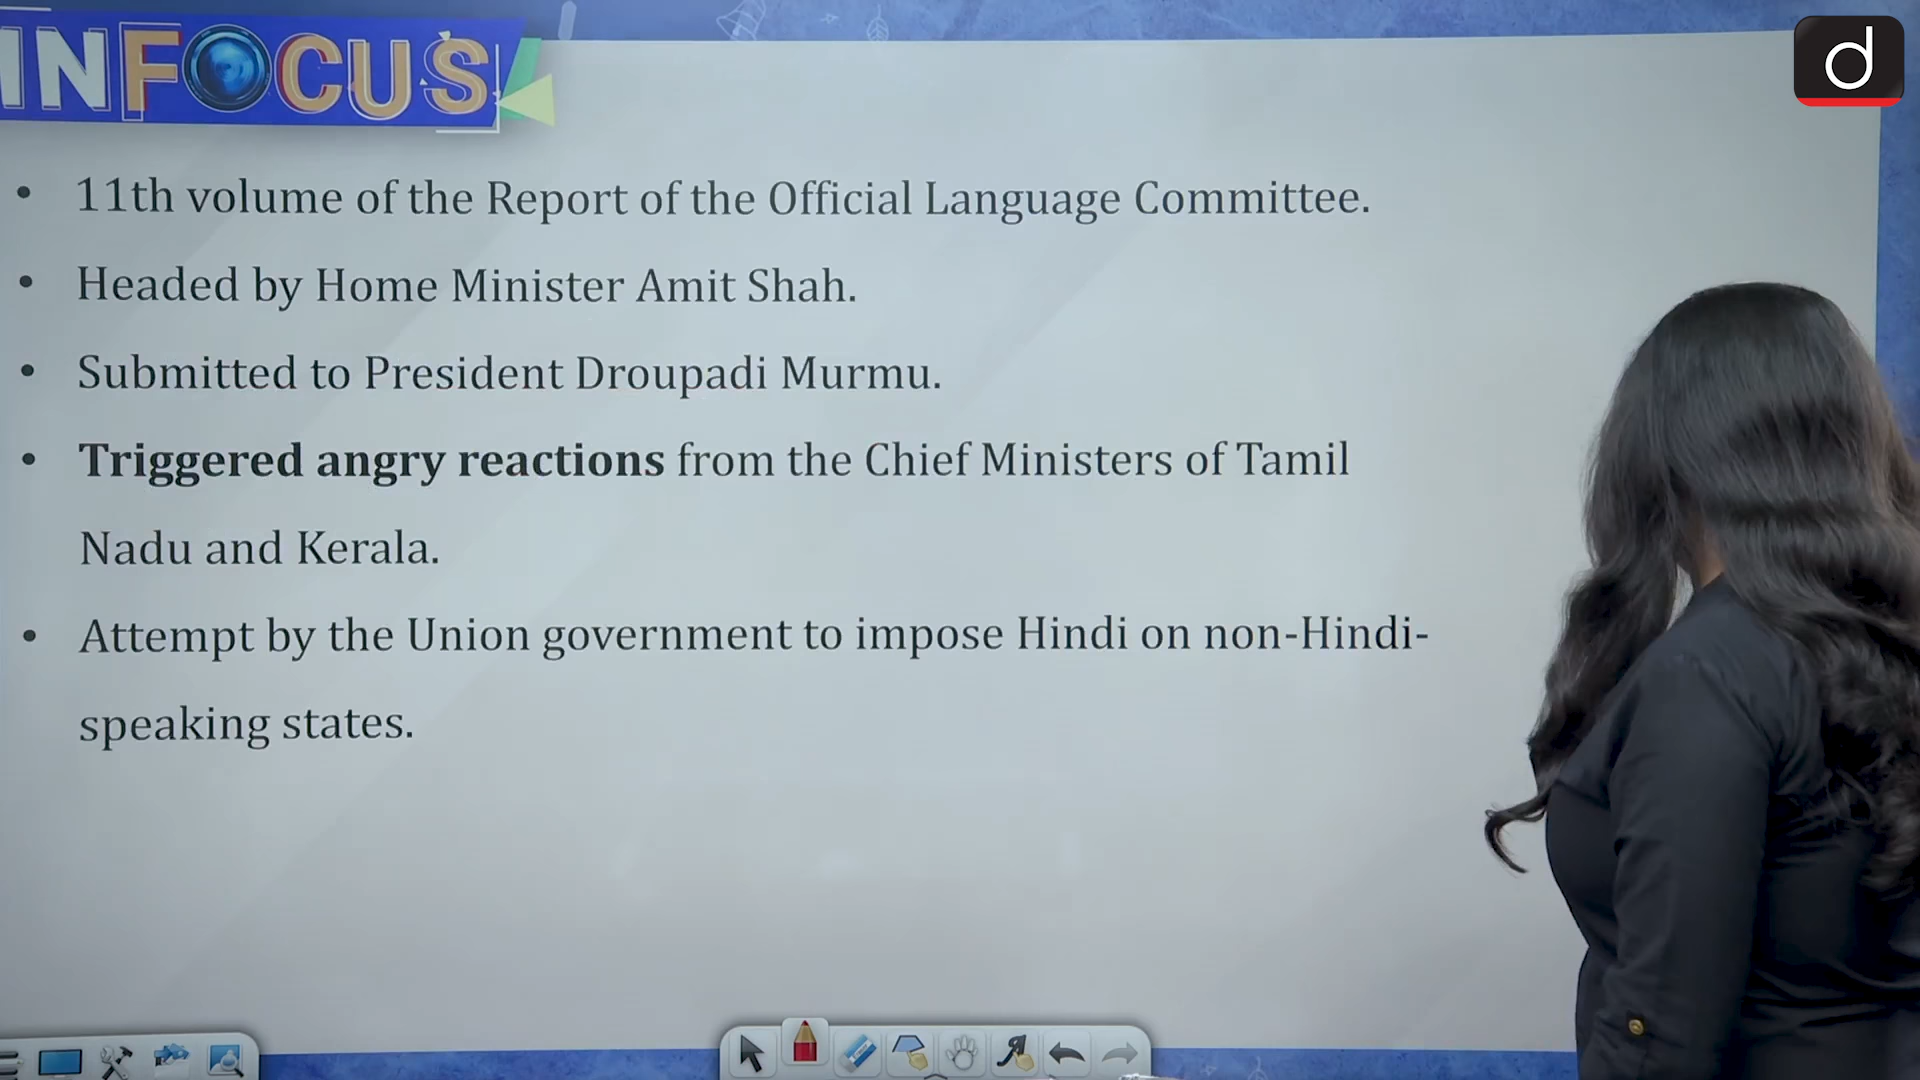 INFOCUS
d
• 11th volume of the Report of the Official Language Committee.
• Headed by Home Minister Amit Shah.
• Submitted to President Droupadi Murmu.
• Triggered angry reactions from the Chief Ministers of Tamil
Nadu and Kerala.
• Attempt by the Union government to impose Hindi on non-Hindi-
speaking states.